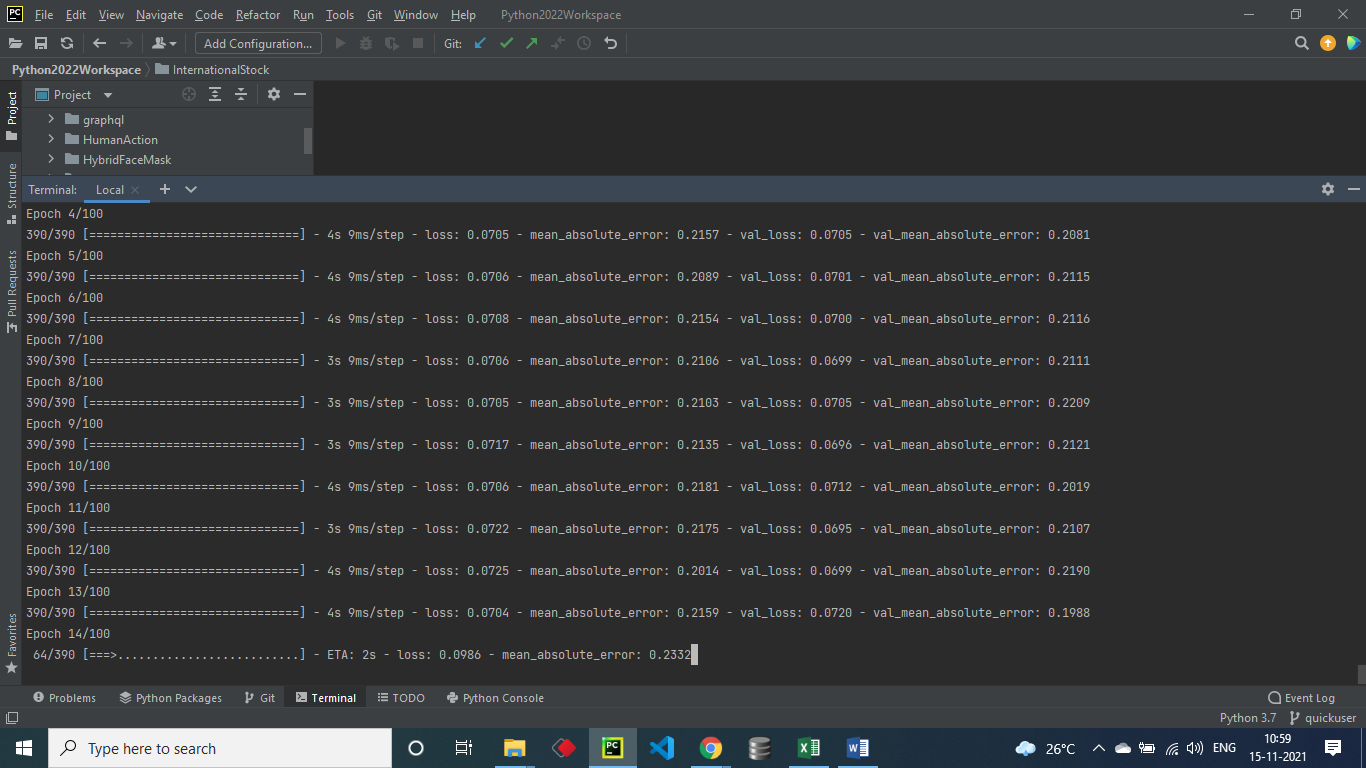 PC File Edit View Navigate Code Refactor Run Tools Git Window Help Python2022Workspace
Add Configuration... Git:
Python2022Workspace InternationalStock
Project
Project
graphql
HumanAction
HybridFaceMask
Structure
Pull Requests
Favorites
Terminal: Local
Epoch 4/100
390/390 [==============================] - 4s 9ms/step - loss: 0.0705 - mean_absolute_error: 0.2157 - val_loss: 0.0705 - val_mean_absolute_error: 0.2081
Epoch 5/100
390/390 [==============================] - 4s 9ms/step - loss: 0.0706 - mean_absolute_error: 0.2089 - val_loss: 0.0701 - val_mean_absolute_error: 0.2115
Epoch 6/100
390/390 [==============================] - 4s 9ms/step - loss: 0.0708 - mean_absolute_error: 0.2154 - val_loss: 0.0700 - val_mean_absolute_error: 0.2116
Epoch 7/100
390/390 [==============================] - 3s 9ms/step - loss: 0.0706 - mean_absolute_error: 0.2106 - val_loss: 0.0699 - val_mean_absolute_error: 0.2111
Epoch 8/100
390/390 [==============================] - 3s 9ms/step - loss: 0.0705 - mean_absolute_error: 0.2103 - val_loss: 0.0705 - val_mean_absolute_error: 0.2209
Epoch 9/100
390/390 [==============================] - 3s 9ms/step - loss: 0.0717 - mean_absolute_error: 0.2135 - val_loss: 0.0696 - val_mean_absolute_error: 0.2121
Epoch 10/100
390/390 [==============================] - 4s 9ms/step - loss: 0.0706 - mean_absolute_error: 0.2181 - val_loss: 0.0712 - val_mean_absolute_error: 0.2019
Epoch 11/100
390/390 [==============================] - 3s 9ms/step - loss: 0.0722 - mean_absolute_error: 0.2175 - val_loss: 0.0695 - val_mean_absolute_error: 0.2107
Epoch 12/100
390/390 [==============================] - 4s 9ms/step - loss: 0.0725 - mean_absolute_error: 0.2014 - val_loss: 0.0699 - val_mean_absolute_error: 0.2190
Epoch 13/100
390/390 [==============================] - 4s 9ms/step - loss: 0.0704 - mean_absolute_error: 0.2159 - val_loss: 0.0720 - val_mean_absolute_error: 0.1988
Epoch 14/100
64/390 [===>..........................] - ETA: 2s - loss: 0.0986 - mean_absolute_error: 0.2332
Problems Python Packages Git Terminal TODO Python Console Event Log
Python 3.7 quickuser
Type here to search PC 26°C ENG 10:59
15-11-2021